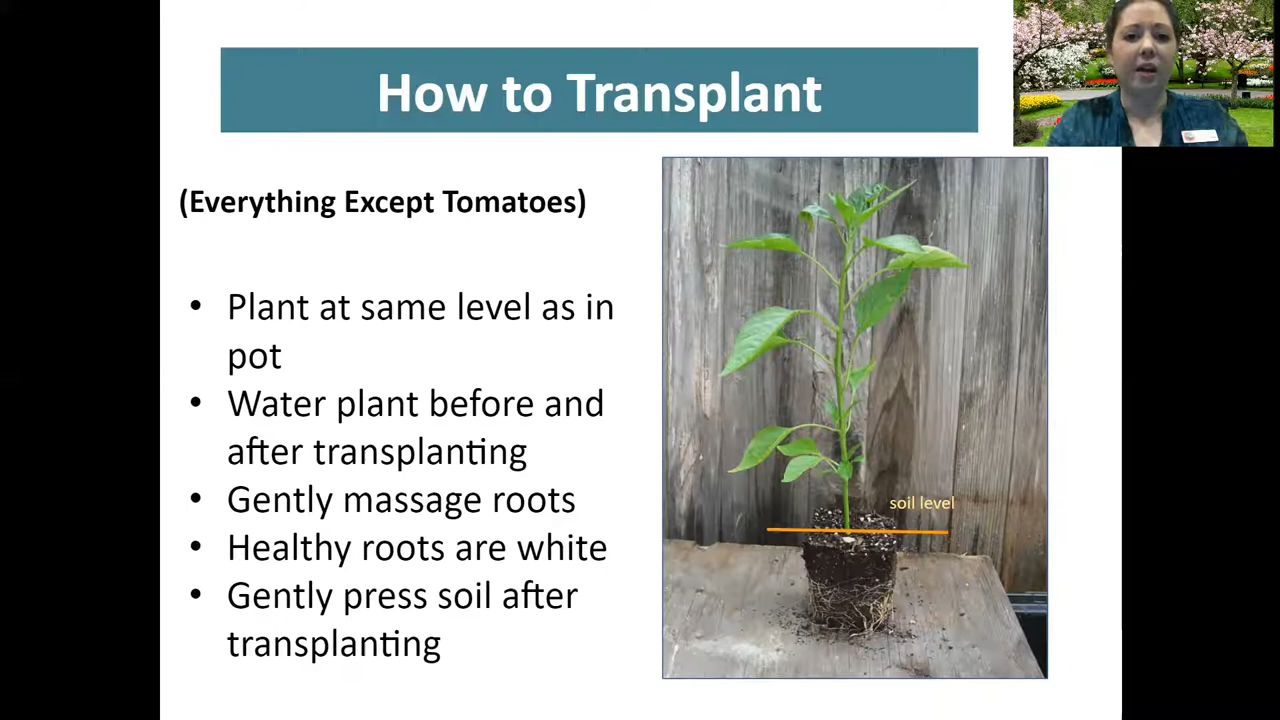 How to Transplant
(Everything Except Tomatoes)
• Plant at same level as in
pot
• Water plant before and
after transplanting
• Gently massage roots
• Healthy roots are white
• Gently press soil after
transplanting
soil level